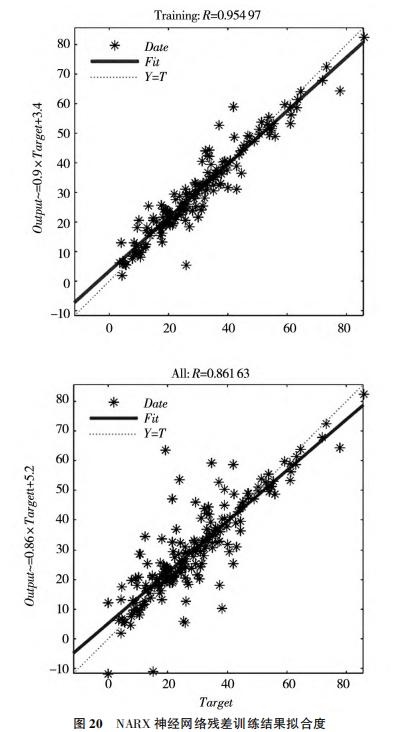 Training: R=0.954 97
Date
Fit
Y=T
Output~=0.9×Target+3.4
80
70
60
50
40
30
20
10
0
−10
0 20 40 60 80
All: R=0.861 63
Date
Fit
Y=T
Output~=0.86×Targett+5.2
80
70
60
50
40
30
20
10
0
−10
0 20 40 60 80
Target
图 20 NARX 神经网络残差训练结果拟合度